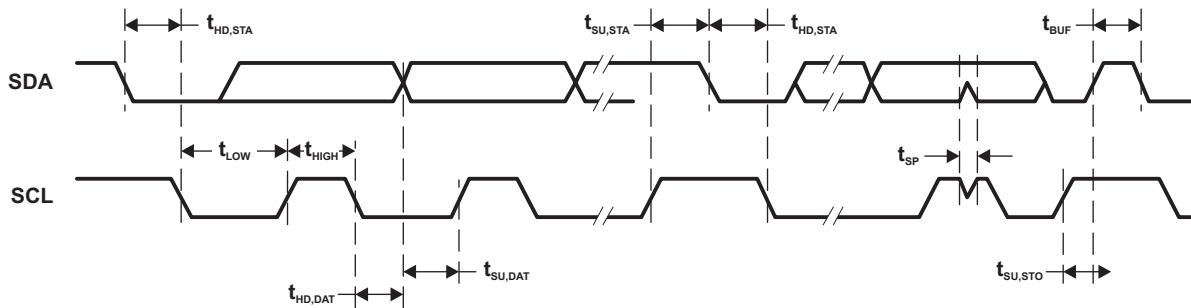 tHD,STA
tSU,STA
tHD,STA
tBUF
SDA
tLOW
tHIGH
tSP
SCL
tSU,DAT
tSU,STO
tHD,DAT